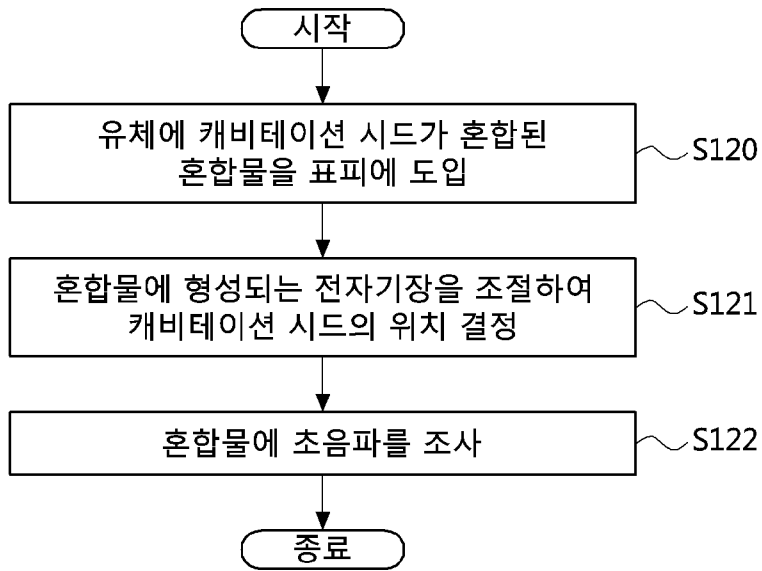 시작
유체에 캐비테이션 시드가 혼합된
혼합물을 표피에 도입
S120
혼합물에 형성되는 전자기장을 조절하여
캐비테이션 시드의 위치 결정
S121
혼합물에 초음파를 조사
S122
종료